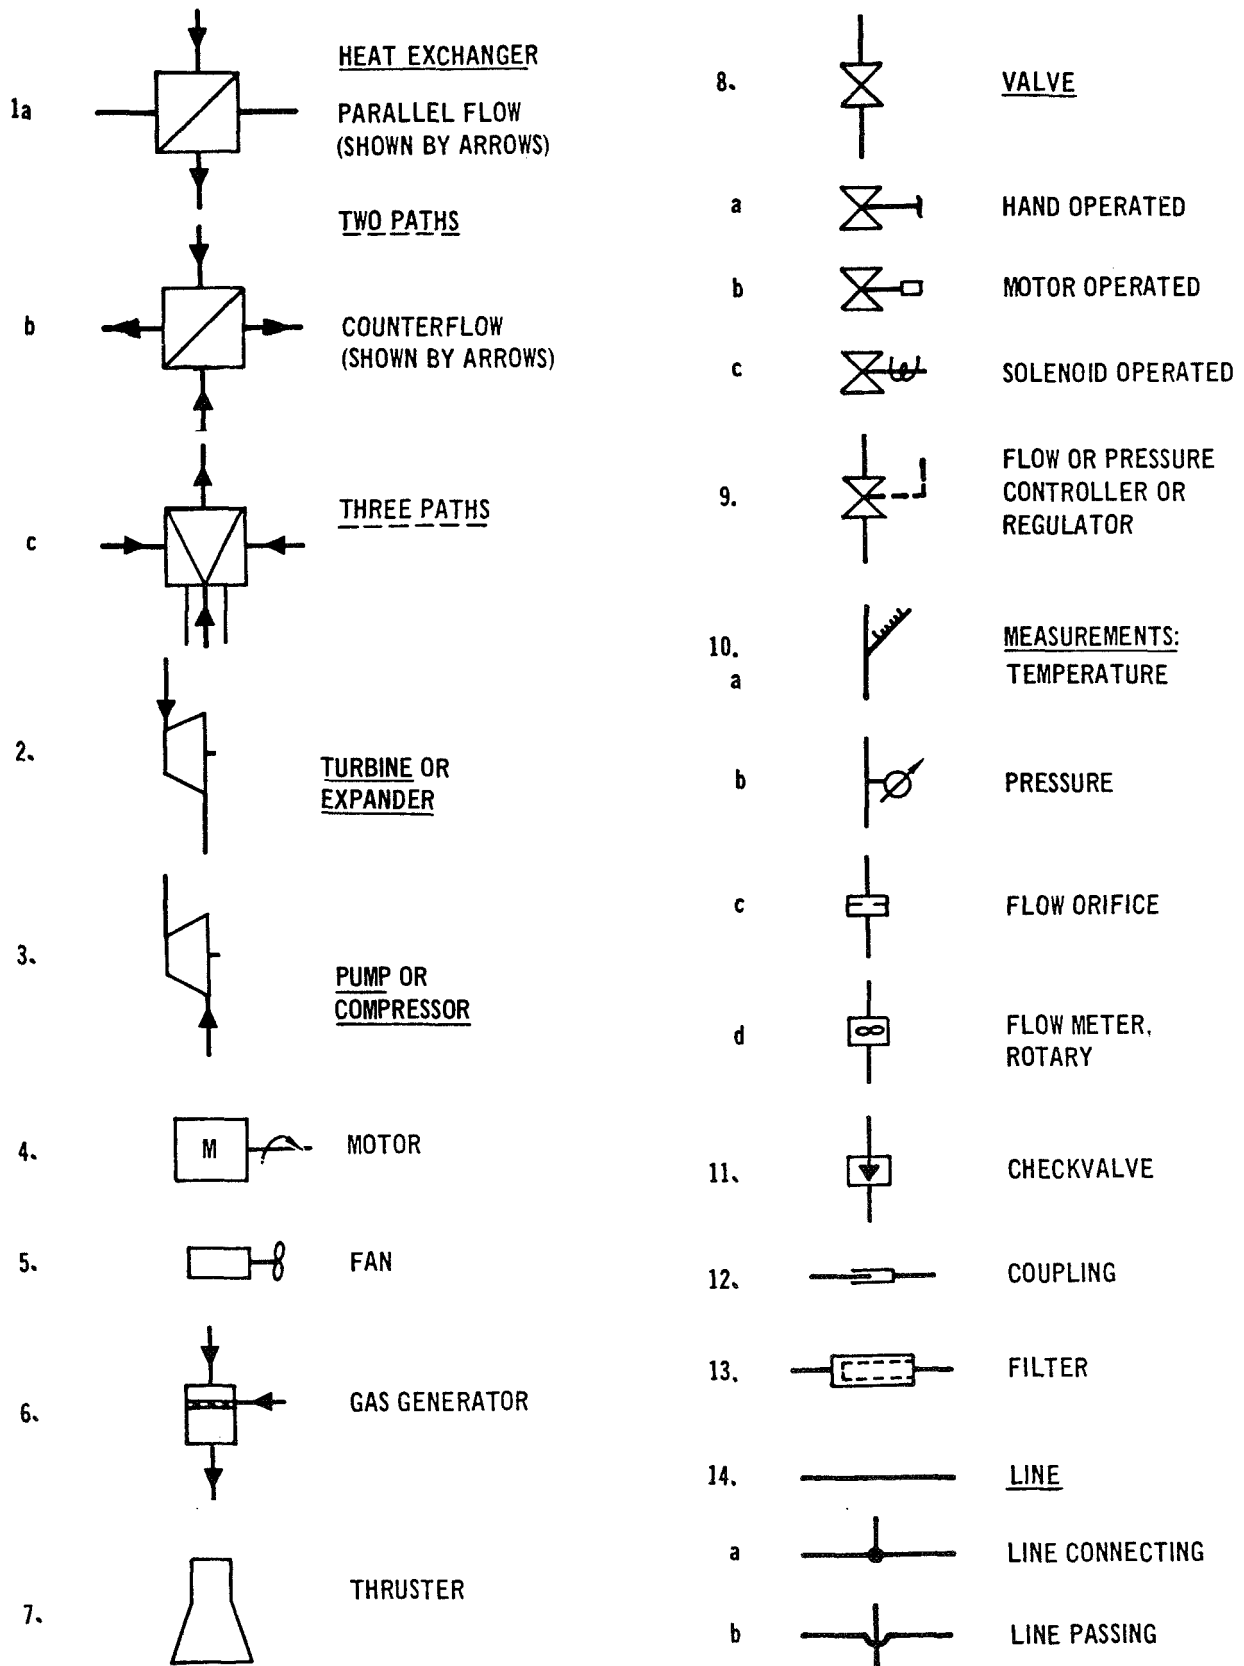 1a
HEAT EXCHANGER
PARALLEL FLOW
(SHOWN BY ARROWS)
TWO PATHS
b
COUNTERFLOW
(SHOWN BY ARROWS)
c
THREE PATHS
2.
TURBINE OR
EXPANDER
3.
PUMP OR
COMPRESSOR
4.
M
MOTOR
5.
FAN
6.
GAS GENERATOR
7.
THRUSTER
8.
VALVE
a
HAND OPERATED
b
MOTOR OPERATED
c
SOLENOID OPERATED
9.
FLOW OR PRESSURE
CONTROLLER OR
REGULATOR
10.
MEASUREMENTS:
a
TEMPERATURE
b
PRESSURE
c
FLOW ORIFICE
d
FLOW METER,
ROTARY
11.
CHECKVALVE
12.
COUPLING
13.
FILTER
14.
LINE
a
LINE CONNECTING
b
LINE PASSING